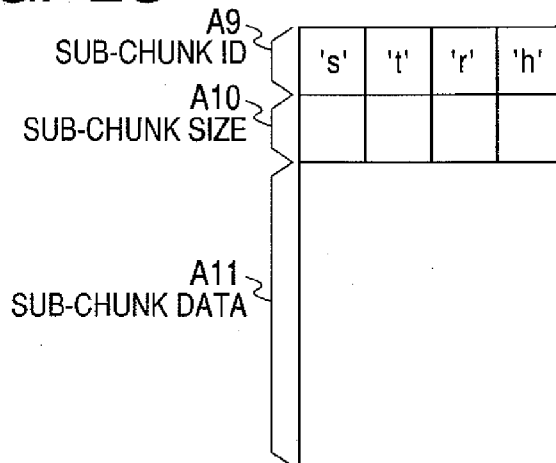 A9
SUB-CHUNK ID
's' 't' 'r' 'h'
A10
SUB-CHUNK SIZE
A11
SUB-CHUNK DATA